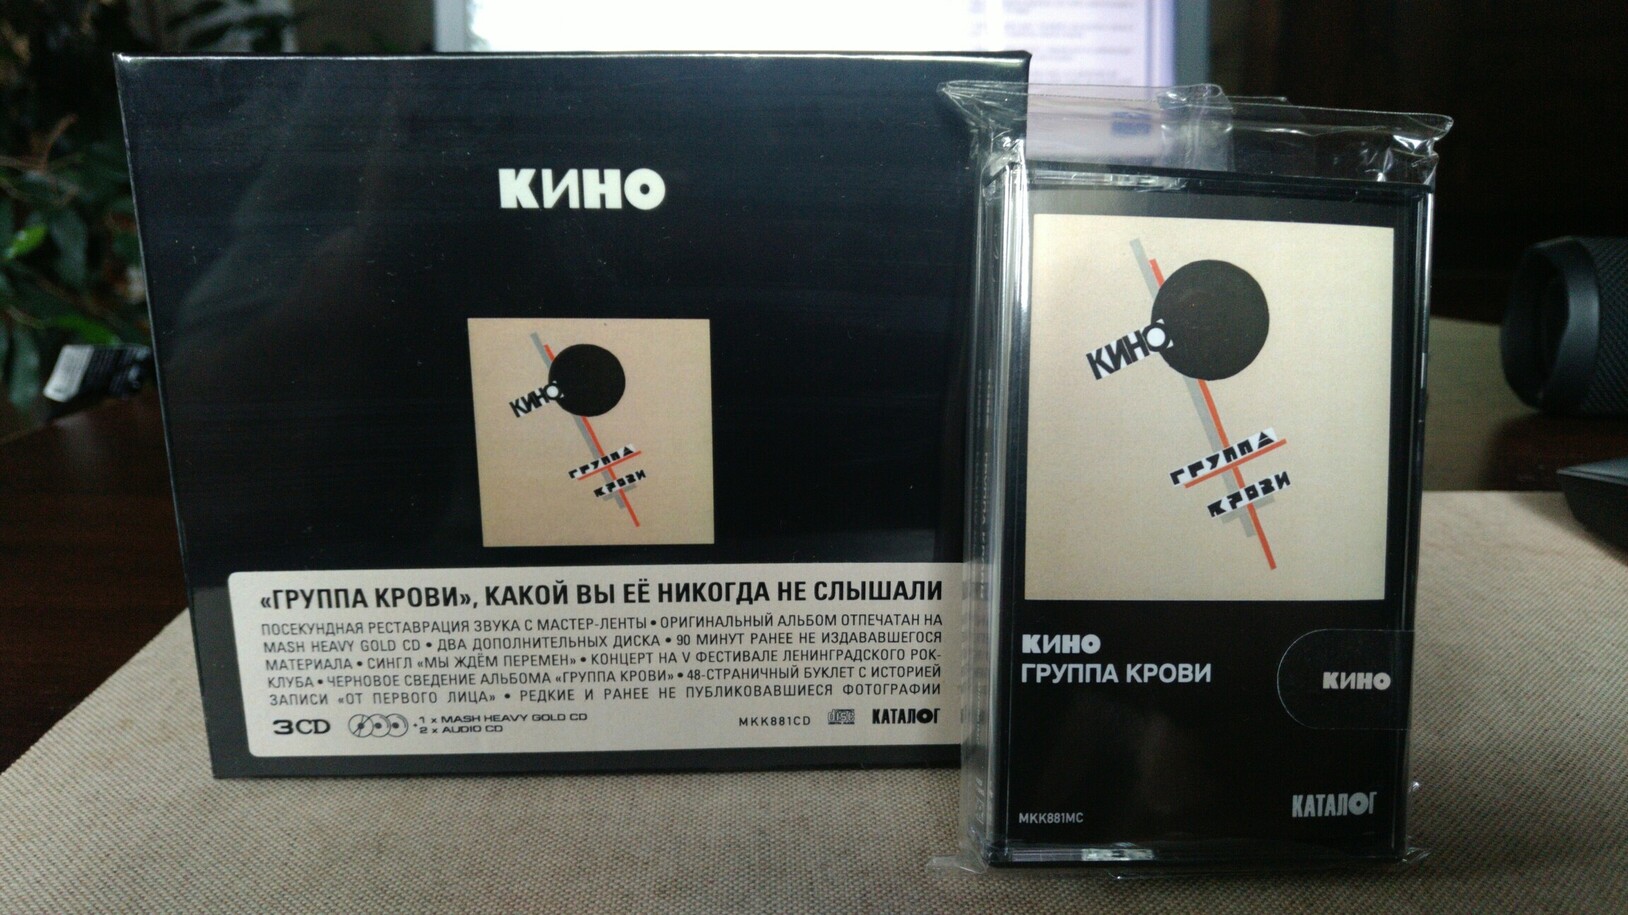 КИНО
КИНО
ГРУППА
КРОВИ
«ГРУППА КРОВИ», КАКОЙ ВЫ ЕЁ НИКОГДА НЕ СЛЫШАЛИ
ПОСЕКУНДНАЯ РЕСТАВРАЦИЯ ЗВУКА С МАСТЕР-ЛЕНТЫ • ОРИГИНАЛЬНЫЙ АЛЬБОМ ОТПЕЧАТАН НА
MASH HEAVY GOLD CD • ДВА ДОПОЛНИТЕЛЬНЫХ ДИСКА • 90 МИНУТ РАНЕЕ НЕ ИЗДАВАВШЕГОСЯ
МАТЕРИАЛА • СИНГЛ «МЫ ЖДЁМ ПЕРЕМЕН» • КОНЦЕРТ НА V ФЕСТИВАЛЕ ЛЕНИНГРАДСКОГО РОК-
КЛУБА • ЧЕРНОВОЕ СВЕДЕНИЕ АЛЬБОМА «ГРУППА КРОВИ» • 48-СТРАНИЧНЫЙ БУКЛЕТ С ИСТОРИЕЙ
ЗАПИСИ «ОТ ПЕРВОГО ЛИЦА» • РЕДКИЕ И РАНЕЕ НЕ ПУБЛИКОВАВШИЕСЯ ФОТОГРАФИИ
3CD
1 x MASH HEAVY GOLD CD
2 x AUDIO CD
MKK881CD
disc
КАТАЛОГ
КИНО
ГРУППА
КРОВИ
КИНО
ГРУППА КРОВИ
КИНО
MKK881MC
КАТАЛОГ